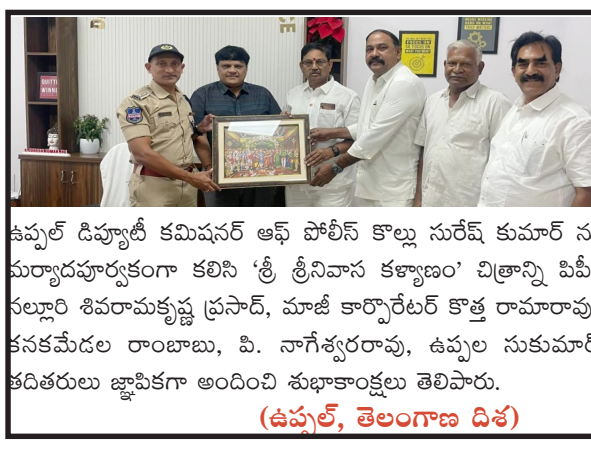 ఉప్పల్ డిప్యూటీ కమిషనర్ ఆఫ్ పోలీస్ కొల్లు సురేష్ కుమార్ ను
మర్యాదపూర్వకంగా కలిసి ‘శ్రీ శ్రీనివాస కళ్యాణం’ చిత్రాన్ని పిపీ
నల్లూరి శివరామకృష్ణ ప్రసాద్, మాజీ కార్పొరేటర్ కొత్త రామారావు
కనకమేడల రాంబాబు, పి. నాగేశ్వరరావు, ఉప్పల సుకుమార్
తదితరులు జ్ఞాపికగా అందించి శుభాకాంక్షలు తెలిపారు.
(ఉప్పల్, తెలంగాణ దిశ)